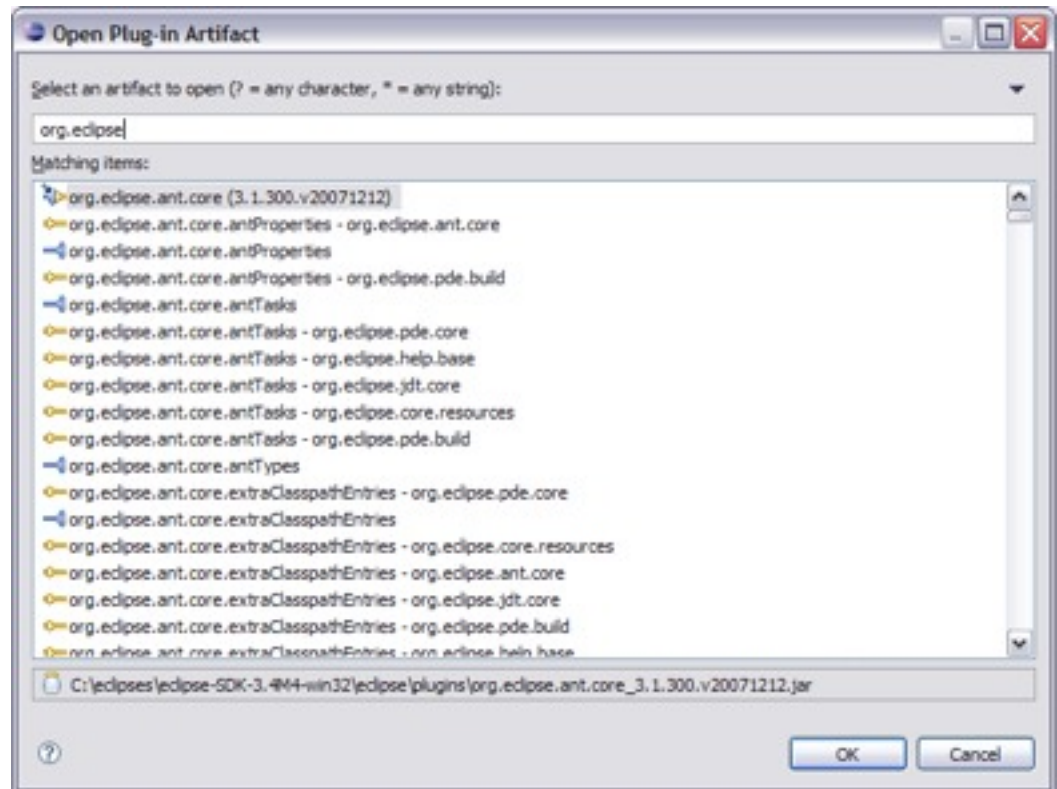 Open Plug-in Artifact
Select an artifact to open (? = any character, * = any string):
org.eclipse
Matching items:
org.eclipse.ant.core (3.1.300.v20071212)
org.eclipse.ant.core.antProperties - org.eclipse.ant.core
org.eclipse.ant.core.antProperties
org.eclipse.ant.core.antProperties - org.eclipse.pde.build
org.eclipse.ant.core.antTasks
org.eclipse.ant.core.antTasks - org.eclipse.pde.core
org.eclipse.ant.core.antTasks - org.eclipse.help.base
org.eclipse.ant.core.antTasks - org.eclipse.jdt.core
org.eclipse.ant.core.antTasks - org.eclipse.core.resources
org.eclipse.ant.core.antTasks - org.eclipse.pde.build
org.eclipse.ant.core.antTypes
org.eclipse.ant.core.extraClasspathEntries - org.eclipse.pde.core
org.eclipse.ant.core.extraClasspathEntries
org.eclipse.ant.core.extraClasspathEntries - org.eclipse.core.resources
org.eclipse.ant.core.extraClasspathEntries - org.eclipse.ant.core
org.eclipse.ant.core.extraClasspathEntries - org.eclipse.jdt.core
org.eclipse.ant.core.extraClasspathEntries - org.eclipse.pde.build
org.eclipse.ant.core.extraClasspathEntries - org.eclipse.help.base
C:\eclipses\eclipse-SDK-3.4M4-win32\eclipse\plugins\org.eclipse.ant.core_3.1.300.v20071212.jar
OK
Cancel